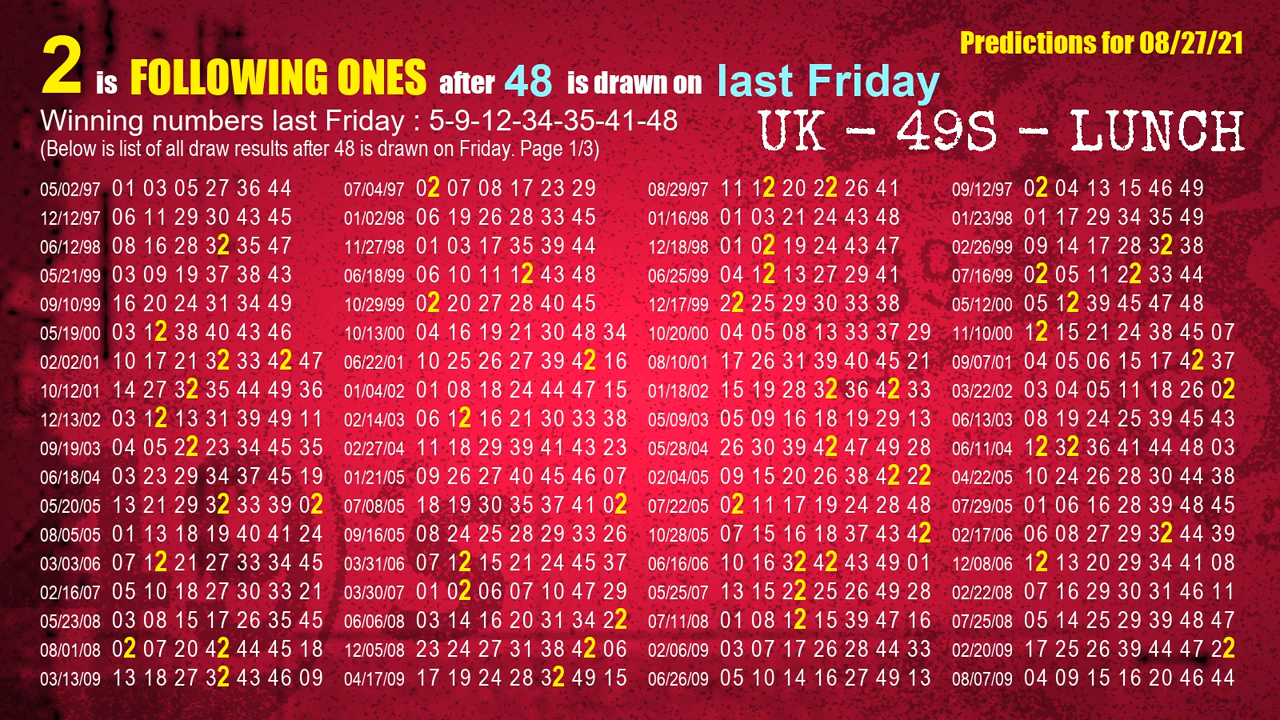 Predictions for 08/27/21
2 is FOLLOWING ONES after 48 is drawn on last Friday
Winning numbers last Friday : 5-9-12-34-35-41-48
UK - 49S - LUNCH
(Below is list of all draw results after 48 is drawn on Friday. Page 1/3)
05/02/97 01 03 05 27 36 44 07/04/97 02 07 08 17 23 29 08/29/97 11 12 20 22 26 41 09/12/97 02 04 13 15 46 49
12/12/97 06 11 29 30 43 45 01/02/98 06 19 26 28 33 45 01/16/98 01 03 21 24 43 48 01/23/98 01 17 29 34 35 49
06/12/98 08 16 28 32 35 47 11/27/98 01 03 17 35 39 44 12/18/98 01 02 19 24 43 47 02/26/99 09 14 17 28 32 38
05/21/99 03 09 19 37 38 43 06/18/99 06 10 11 12 43 48 06/25/99 04 12 13 27 29 41 07/16/99 02 05 11 22 33 44
09/10/99 16 20 24 31 34 49 10/29/99 02 20 27 28 40 45 12/17/99 22 25 29 30 33 38 05/12/00 05 12 39 45 47 48
05/19/00 03 12 38 40 43 46 10/13/00 04 16 19 21 30 48 34 10/20/00 04 05 08 13 33 37 29 11/10/00 12 15 21 24 38 45 07
02/02/01 10 17 21 32 33 42 47 06/22/01 10 25 26 27 39 42 16 08/10/01 17 26 31 39 40 45 21 09/07/01 04 05 06 15 17 42 37
10/12/01 14 27 32 35 44 49 36 01/04/02 01 08 18 24 44 47 15 01/18/02 15 19 28 32 36 42 33 03/22/02 03 04 05 11 18 26 02
12/13/02 03 12 13 31 39 49 11 02/14/03 06 12 16 21 30 33 38 05/09/03 05 09 16 18 19 29 13 06/13/03 08 19 24 25 39 45 43
09/19/03 04 05 22 23 34 45 35 02/27/04 11 18 29 39 41 43 23 05/28/04 26 30 39 42 47 49 28 06/11/04 12 32 36 41 44 48 03
06/18/04 03 23 29 34 37 45 19 01/21/05 09 26 27 40 45 46 07 02/04/05 09 15 20 26 38 42 22 04/22/05 10 24 26 28 30 44 38
05/20/05 13 21 29 32 33 39 02 07/08/05 18 19 30 35 37 41 02 07/22/05 02 11 17 19 24 28 48 07/29/05 01 06 16 28 39 48 45
08/05/05 01 13 18 19 40 41 24 09/16/05 08 24 25 28 29 33 26 10/28/05 07 15 16 18 37 43 42 02/17/06 06 08 27 29 32 44 39
03/03/06 07 12 21 27 33 34 45 03/31/06 07 12 15 21 24 45 37 06/16/06 10 16 32 42 43 49 01 12/08/06 12 13 20 29 34 41 08
02/16/07 05 10 18 27 30 33 21 03/30/07 01 02 06 07 10 47 29 05/25/07 13 15 22 25 26 49 28 02/22/08 07 16 29 30 31 46 11
05/23/08 03 08 15 17 26 35 45 06/06/08 03 14 16 20 31 34 22 07/11/08 01 08 12 15 39 47 16 07/25/08 05 14 25 29 39 48 47
08/01/08 02 07 20 42 44 45 18 12/05/08 23 24 27 31 38 42 06 02/06/09 03 07 17 26 28 44 33 02/20/09 17 25 26 39 44 47 22
03/13/09 13 18 27 32 43 46 09 04/17/09 17 19 24 28 32 49 15 06/26/09 05 10 14 16 27 49 13 08/07/09 04 09 15 16 20 46 44